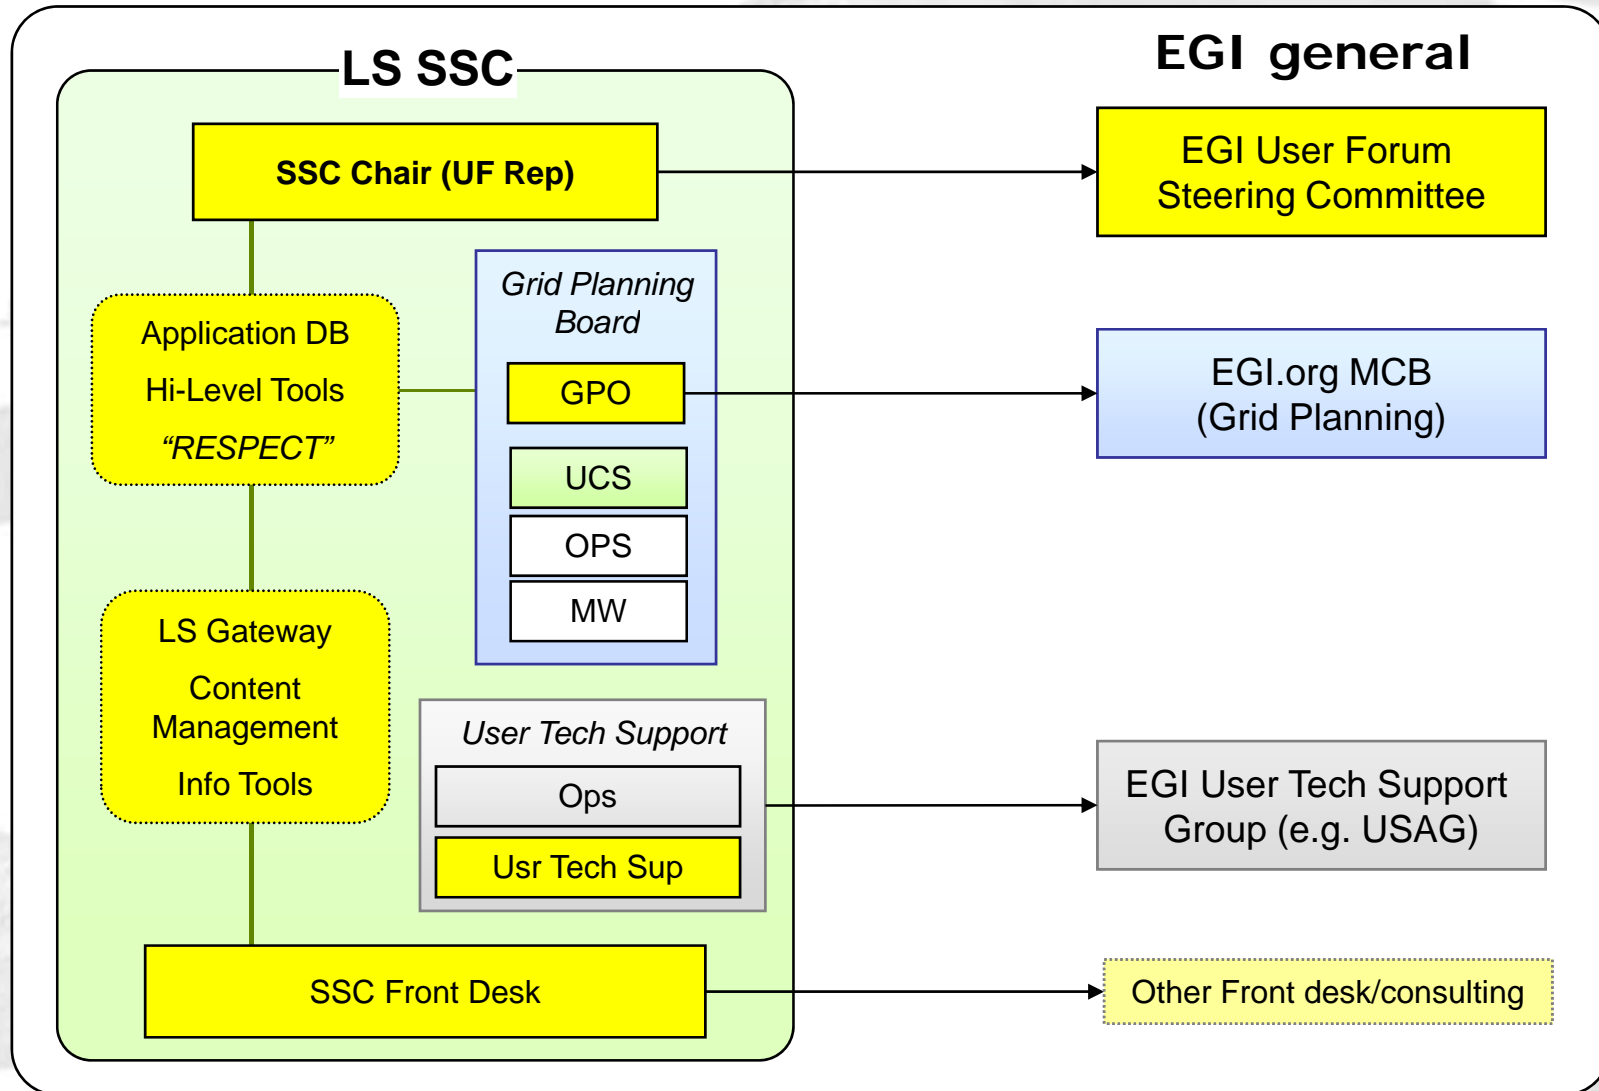 LS SSC
EGI general
SSC Chair (UF Rep)
EGI User Forum
Steering Committee
Application DB
Hi-Level Tools
“RESPECT”
Grid Planning
Board
GPO
UCS
OPS
MW
EGI.org MCB
(Grid Planning)
LS Gateway
Content
Management
Info Tools
User Tech Support
Ops
Usr Tech Sup
EGI User Tech Support
Group (e.g. USAG)
SSC Front Desk
Other Front desk/consulting